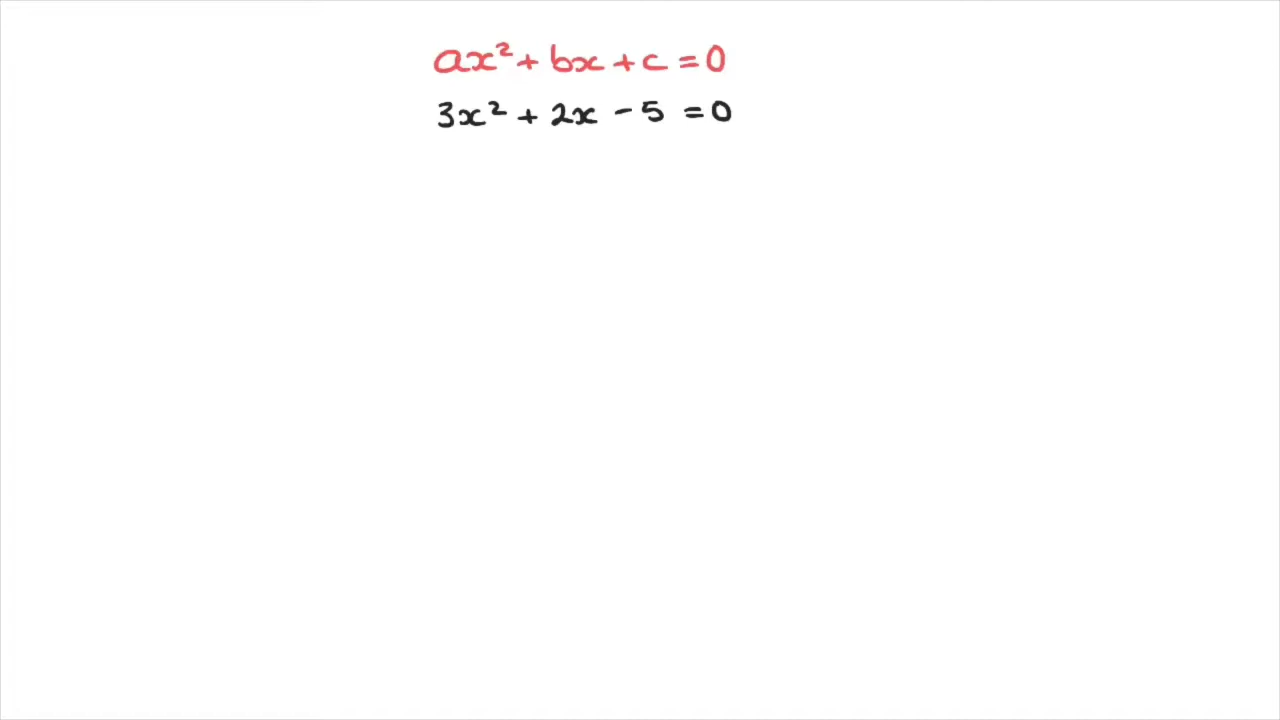 ax² + bx + c = 0
3x² + 2x - 5 = 0